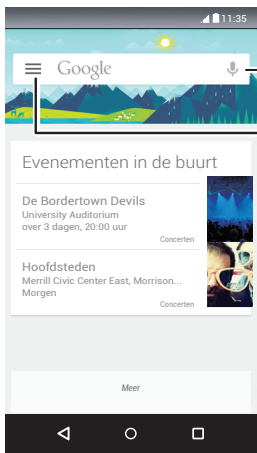 11:35
Google
Evenementen in de buurt
De Bordertown Devils
University Auditorium
over 3 dagen, 20:00 uur
Concerten
Hoofdsteden
Merrill Civic Center East, Morrison...
Morgen
Concerten
Meer